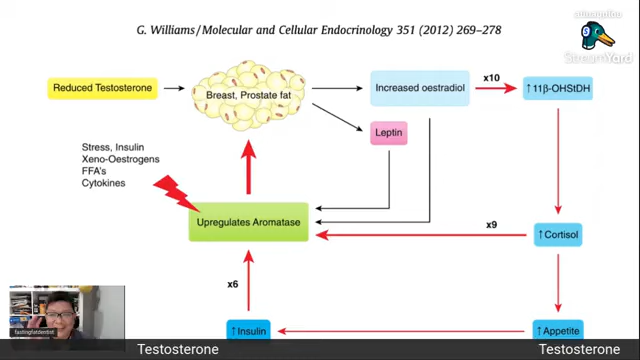 G. Williams / Molecular and Cellular Endocrinology 351 (2012) 269–278
StreamYard
Reduced Testosterone
Breast, Prostate fat
Increased oestradiol
x10
↑11β-OHStDH
Leptin
Stress, Insulin
Xeno-Oestrogens
FFA's
Cytokines
Upregulates Aromatase
x9
↑Cortisol
x6
↑Insulin
↑Appetite
fastingfatdentist
Testosterone
Testosterone